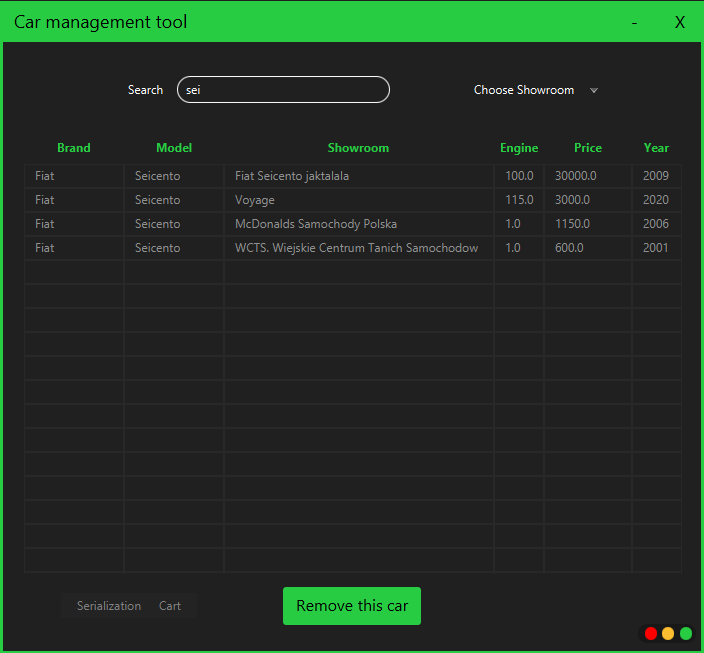 Car management tool - X
Search sei Choose Showroom
Brand Model Showroom Engine Price Year
Fiat Seicento Fiat Seicento jaktalala 100.0 30000.0 2009
Fiat Seicento Voyage 115.0 3000.0 2020
Fiat Seicento McDonalds Samochody Polska 1.0 1150.0 2006
Fiat Seicento WCTS. Wiejskie Centrum Tanich Samochodow 1.0 600.0 2001
Serialization Cart Remove this car